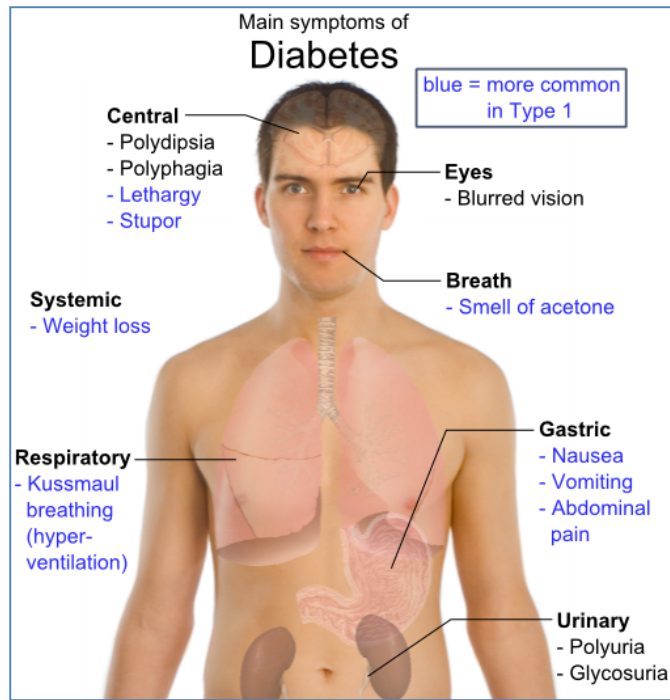 Main symptoms of
Diabetes
blue = more common
in Type 1
Central
- Polydipsia
- Polyphagia
- Lethargy
- Stupor
Eyes
- Blurred vision
Breath
- Smell of acetone
Systemic
- Weight loss
Respiratory
- Kussmaul
breathing
(hyper-
ventilation)
Gastric
- Nausea
- Vomiting
- Abdominal
pain
Urinary
- Polyuria
- Glycosuria